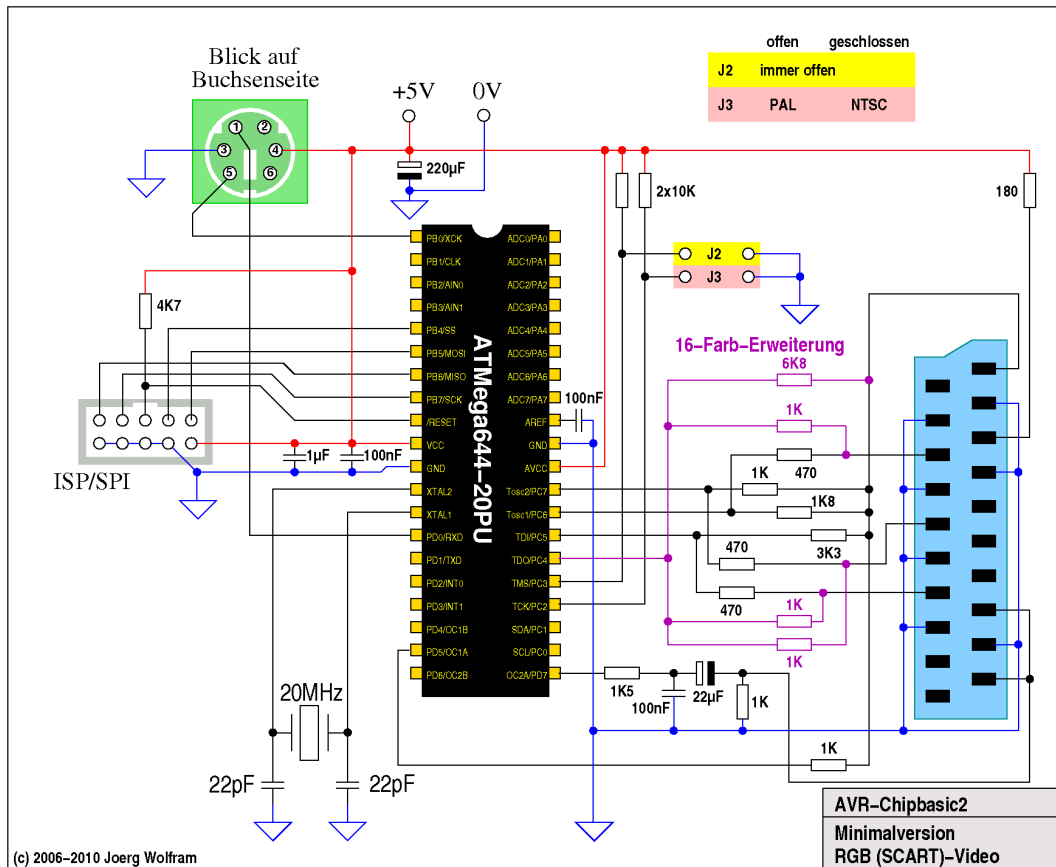 offen geschlossen
J2 immer offen
J3 PAL NTSC
Blick auf
Buchsenseite
+5V 0V
1 2
3 4
5 6
220µF
2x10K
180
J2
J3
4K7
ISP/SPI
1µF
100nF
100nF
ATMega644-20PU
PB0/XCK ADC0/PA0
PB1/CLK ADC1/PA1
PB2/AIN0 ADC2/PA2
PB3/AIN1 ADC3/PA3
PB4/SS ADC4/PA4
PB5/MOSI ADC5/PA5
PB6/MISO ADC6/PA6
PB7/SCK ADC7/PA7
/RESET AREF
VCC GND
GND AVCC
XTAL2 Tosc2/PC7
XTAL1 Tosc1/PC6
PD0/RXD TDI/PC5
PD1/TXD TDO/PC4
PD2/INT0 TMS/PC3
PD3/INT1 TCK/PC2
PD4/OC1B SDA/PC1
PD5/OC1A SCL/PC0
PD6/OC2B OC2A/PD7
16-Farb-Erweiterung
6K8
1K
470
1K
1K8
3K3
470
470
1K
1K
1K5
100nF
22µF
1K
1K
20MHz
22pF 22pF
AVR-Chipbasic2
Minimalversion
RGB (SCART)-Video
(c) 2006-2010 Joerg Wolfram